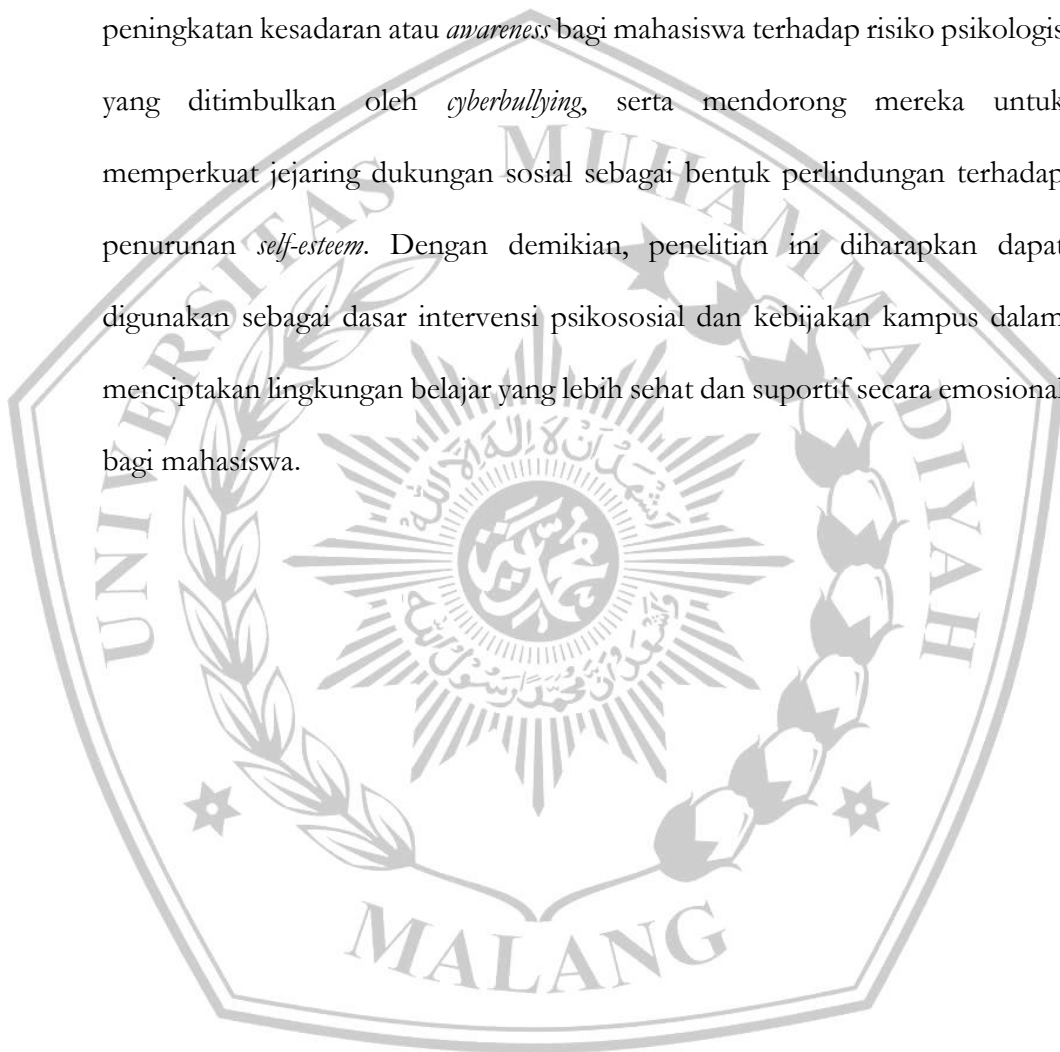 peningkatan kesadaran atau awareness bagi mahasiswa terhadap risiko psikologis
yang ditimbulkan oleh cyberbullying, serta mendorong mereka untuk
memperkuat jejaring dukungan sosial sebagai bentuk perlindungan terhadap
penurunan self-esteem. Dengan demikian, penelitian ini diharapkan dapat
digunakan sebagai dasar intervensi psikososial dan kebijakan kampus dalam
menciptakan lingkungan belajar yang lebih sehat dan suportif secara emosional
bagi mahasiswa.
UNIVERSITAS MUHAMMADIYAH
MALANG